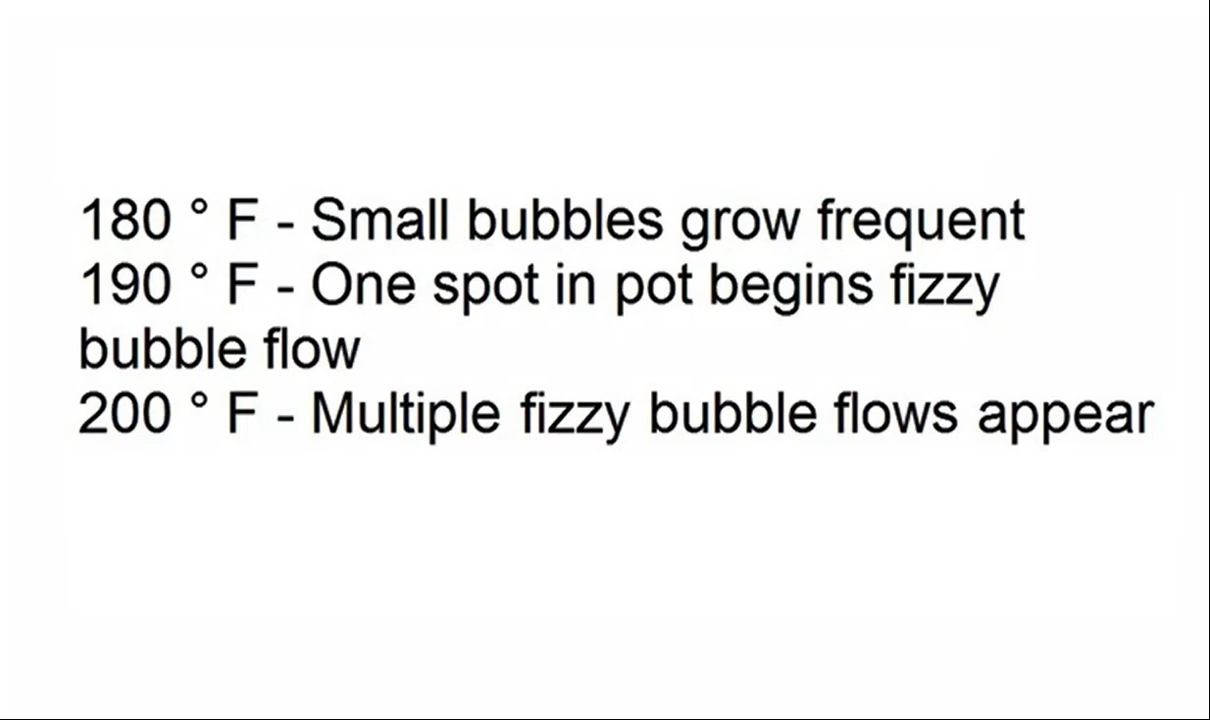 180 ° F - Small bubbles grow frequent
190 ° F - One spot in pot begins fizzy
bubble flow
200 ° F - Multiple fizzy bubble flows appear